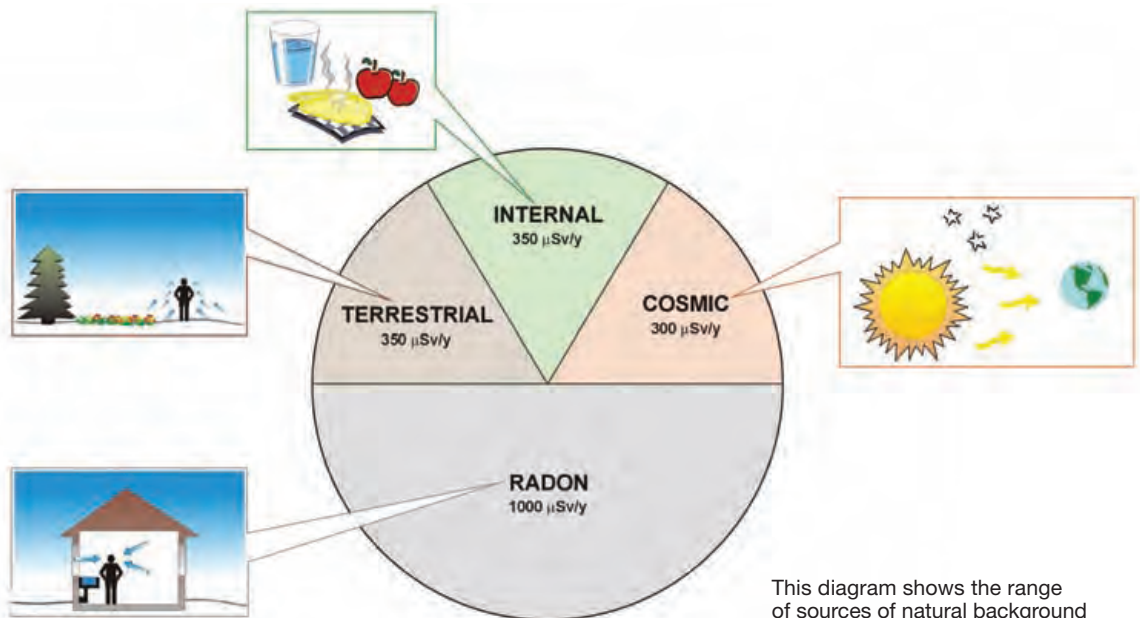 INTERNAL
350 μSv/y
TERRESTRIAL
350 μSv/y
COSMIC
300 μSv/y
RADON
1000 μSv/y
This diagram shows the range
of sources of natural background